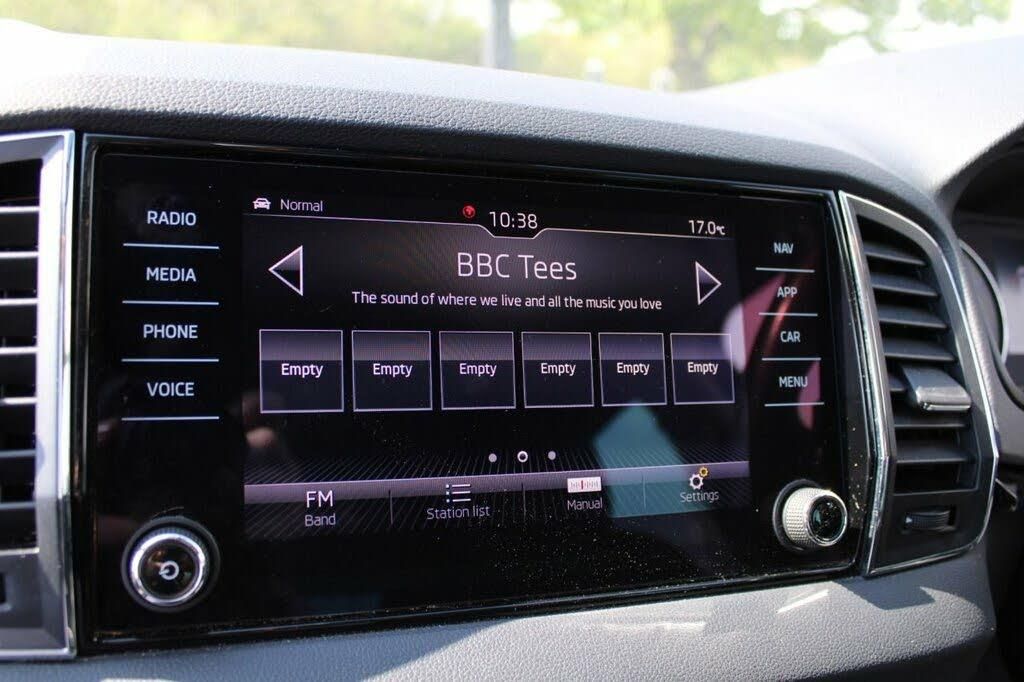 RADIO
MEDIA
PHONE
VOICE
Normal
10:38
17.0°C
BBC Tees
The sound of where we live and all the music you love
Empty Empty Empty Empty Empty Empty
FM
Band
Station list
Manual
Settings
NAV
APP
CAR
MENU